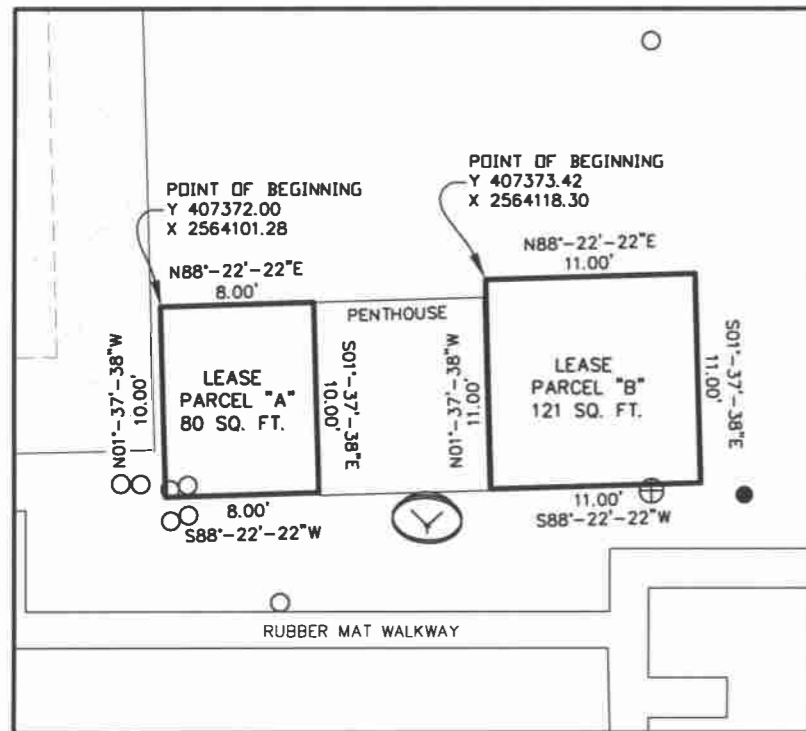 POINT OF BEGINNING
Y 407372.00
X 2564101.28
POINT OF BEGINNING
Y 407373.42
X 2564118.30
N88°-22'-22"E
8.00'
N88°-22'-22"E
11.00'
PENTHOUSE
N01°-37'-38"W
10.00'
LEASE
PARCEL "A"
80 SQ. FT.
S01°-37'-38"E
10.00'
N01°-37'-38"W
11.00'
LEASE
PARCEL "B"
121 SQ. FT.
S01°-37'-38"E
11.00'
8.00'
S88°-22'-22"W
11.00'
S88°-22'-22"W
RUBBER MAT WALKWAY